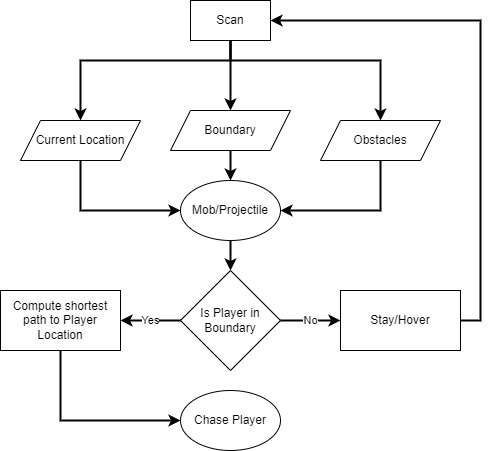 Scan
Current Location
Boundary
Obstacles
Mob/Projectile
Is Player in
Boundary
Yes
No
Compute shortest
path to Player
Location
Stay/Hover
Chase Player